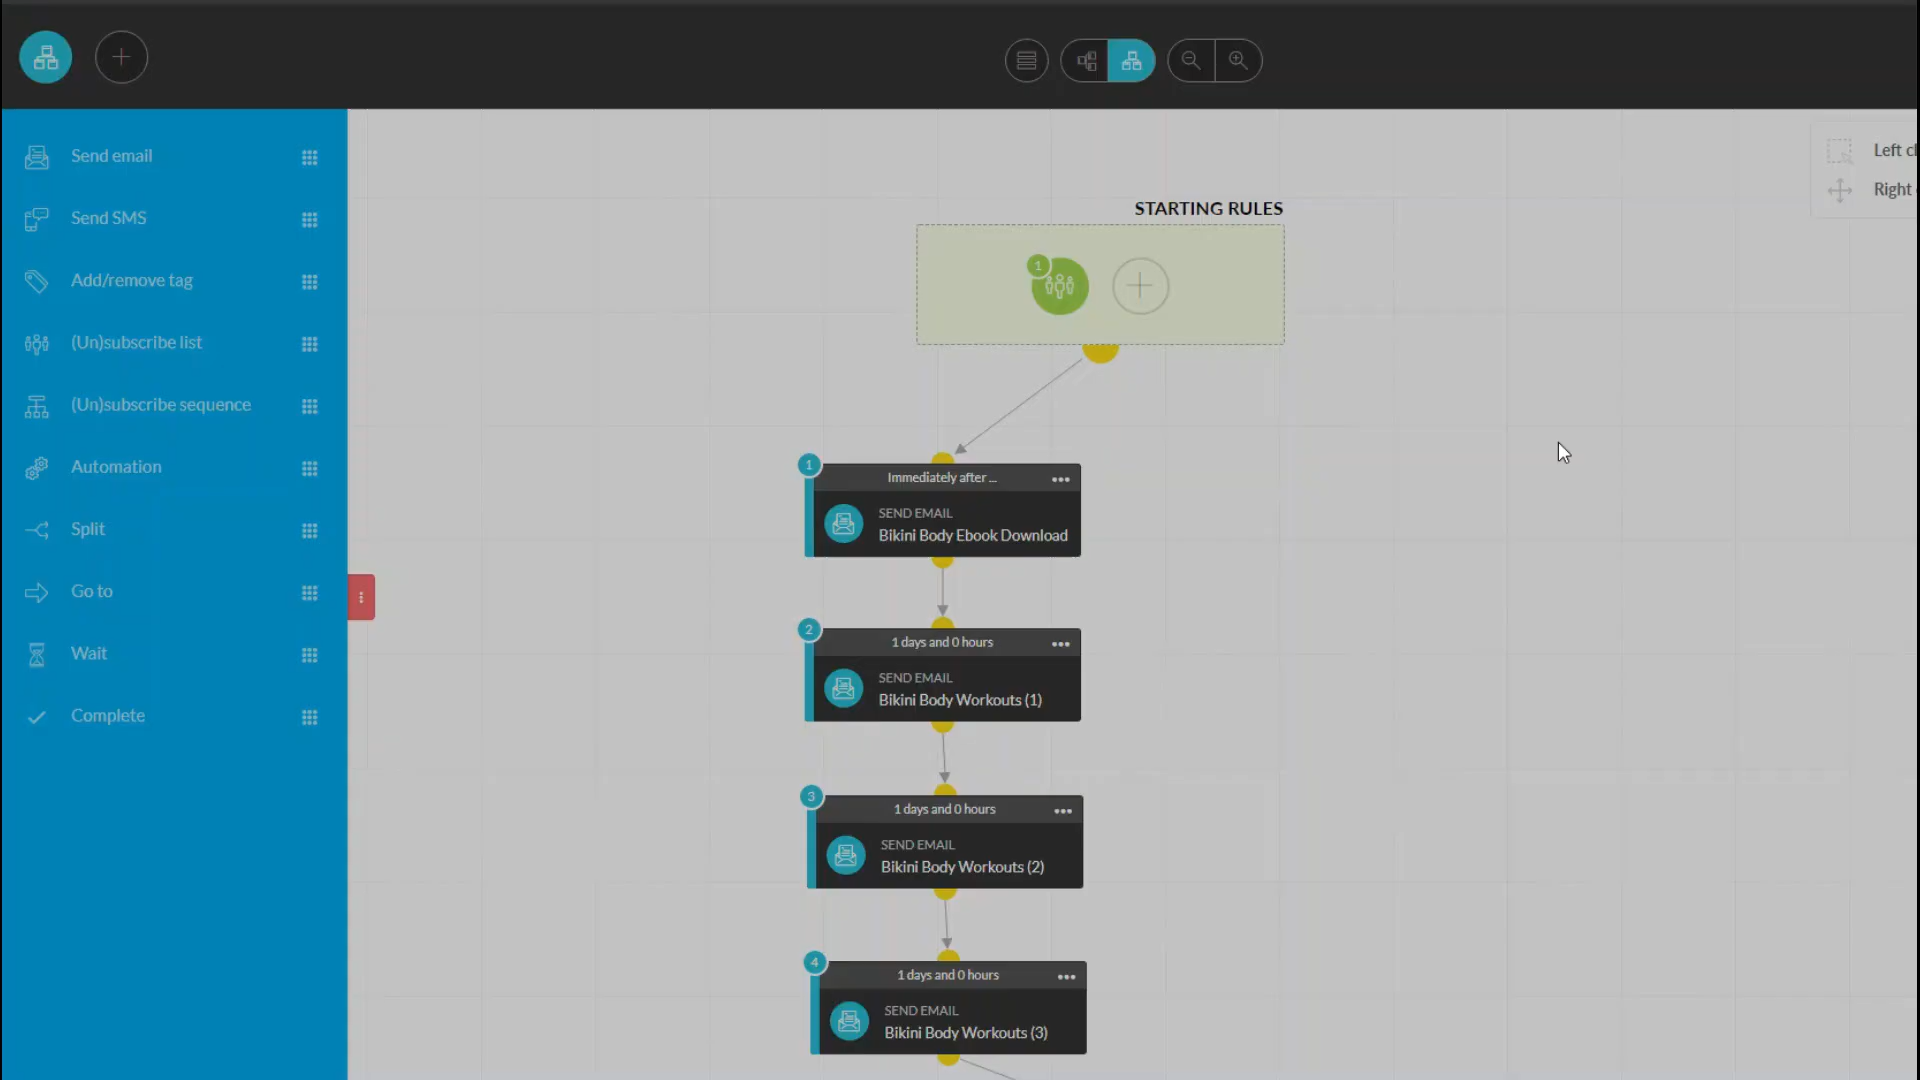 Send email
Send SMS
Add/remove tag
(Un)subscribe list
(Un)subscribe sequence
Automation
Split
Go to
Wait
Complete
Left cl
Right
STARTING RULES
1
1
Immediately after ...
SEND EMAIL
Bikini Body Ebook Download
2
1 days and 0 hours
SEND EMAIL
Bikini Body Workouts (1)
3
1 days and 0 hours
SEND EMAIL
Bikini Body Workouts (2)
4
1 days and 0 hours
SEND EMAIL
Bikini Body Workouts (3)